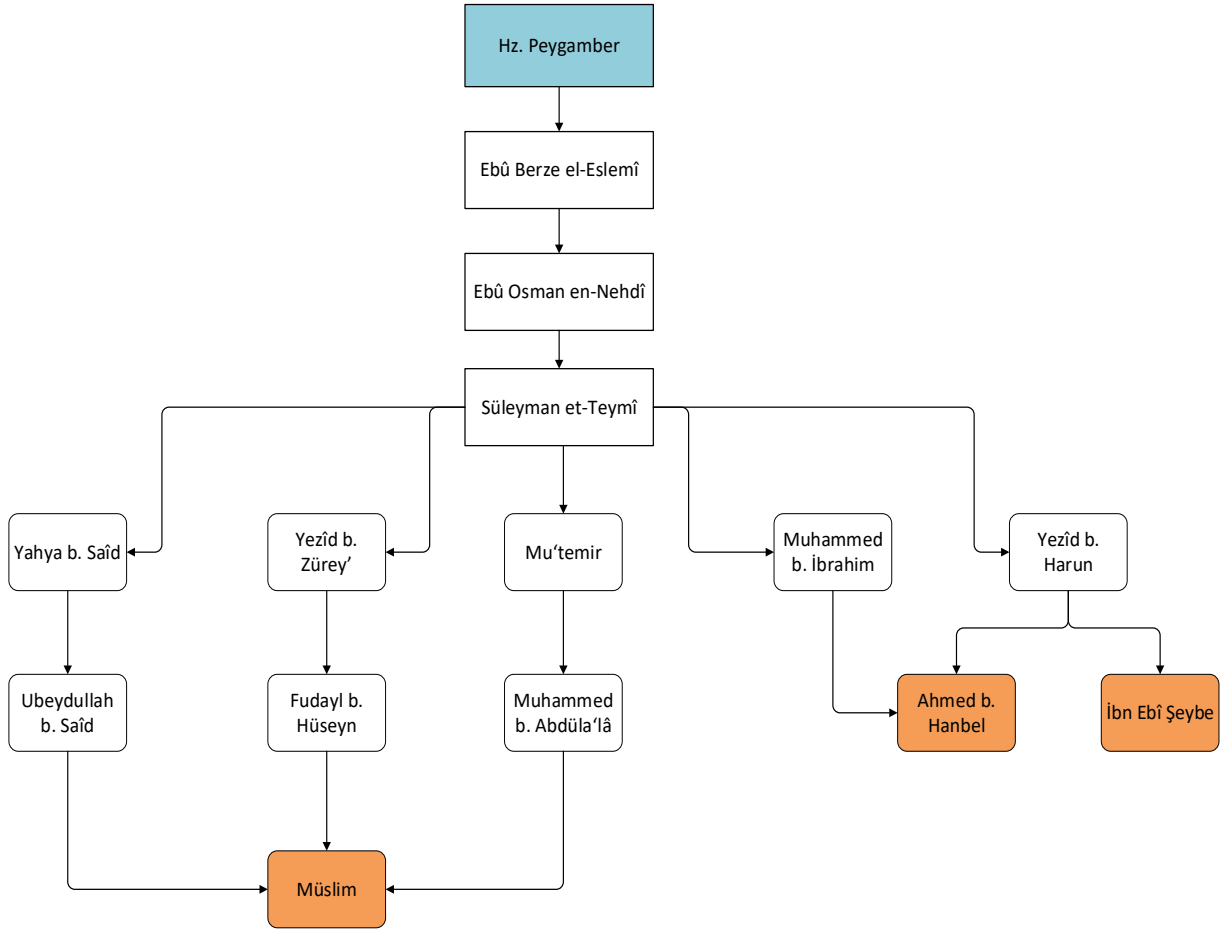 Hz. Peygamber
Ebû Berze el-Eslemî
Ebû Osman en-Nehdî
Süleyman et-Teymî
Yahya b. Saîd
Yezîd b.
Zürey’
Mu‘temir
Muhammed
b. İbrahim
Yezîd b.
Harun
Ubeydullah
b. Saîd
Fudayl b.
Hüseyn
Muhammed
b. Abdüla‘lâ
Ahmed b.
Hanbel
İbn Ebî Şeybe
Müslim